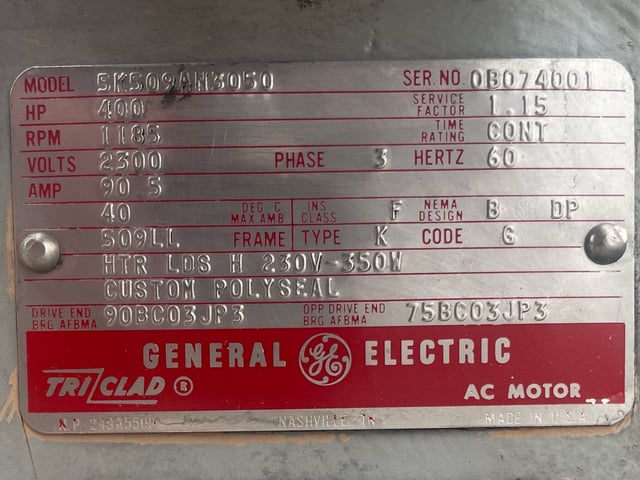 MODEL 5K509AN3050 SER. NO. 0B074001
HP 400 SERVICE FACTOR 1.15
RPM 1185 TIME RATING CONT
VOLTS 2300 PHASE 3 HERTZ 60
AMP 90.5
40 DEG C MAX AMB INS CLASS F NEMA DESIGN B DP
509LL FRAME TYPE K CODE G
HTR LDS H 230V-350W
CUSTOM POLYSEAL
DRIVE END BRG AFBMA 90BC03JP3 OPP DRIVE END BRG AFBMA 75BC03JP3
GENERAL GE ELECTRIC
TRI CLAD ® AC MOTOR
N.P. NASHVILLE TN MADE IN U.S.A.